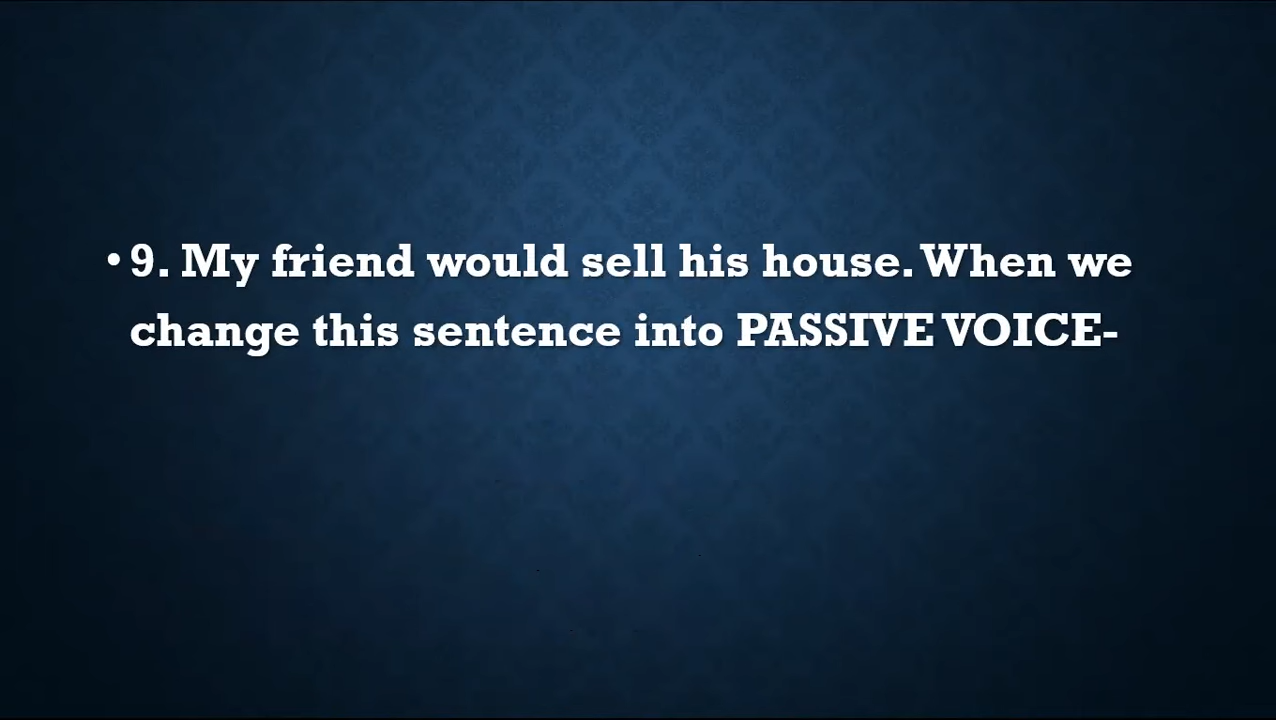 • 9. My friend would sell his house. When we
change this sentence into PASSIVE VOICE-